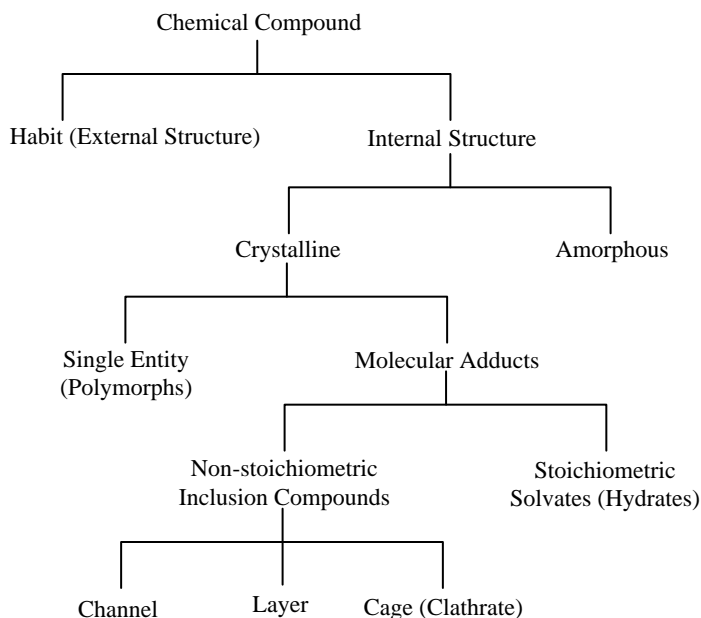 Chemical Compound
Habit (External Structure)
Internal Structure
Crystalline
Amorphous
Single Entity
(Polymorphs)
Molecular Adducts
Non-stoichiometric
Inclusion Compounds
Stoichiometric
Solvates (Hydrates)
Channel
Layer
Cage (Clathrate)